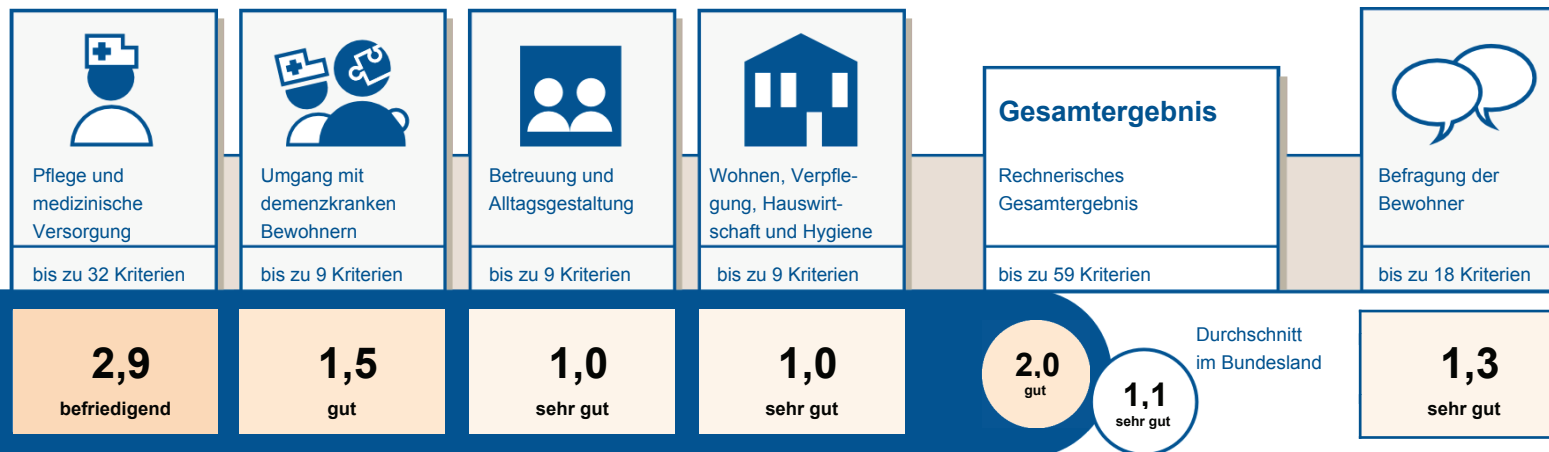 Pflege und
medizinische
Versorgung
bis zu 32 Kriterien
2,9
befriedigend
Umgang mit
demenzkranken
Bewohnern
bis zu 9 Kriterien
1,5
gut
Betreuung und
Alltagsgestaltung
bis zu 9 Kriterien
1,0
sehr gut
Wohnen, Verpfle-
gung, Hauswirt-
schaft und Hygiene
bis zu 9 Kriterien
1,0
sehr gut
Gesamtergebnis
Rechnerisches
Gesamtergebnis
bis zu 59 Kriterien
2,0
gut
Durchschnitt
im Bundesland
1,1
sehr gut
Befragung der
Bewohner
bis zu 18 Kriterien
1,3
sehr gut